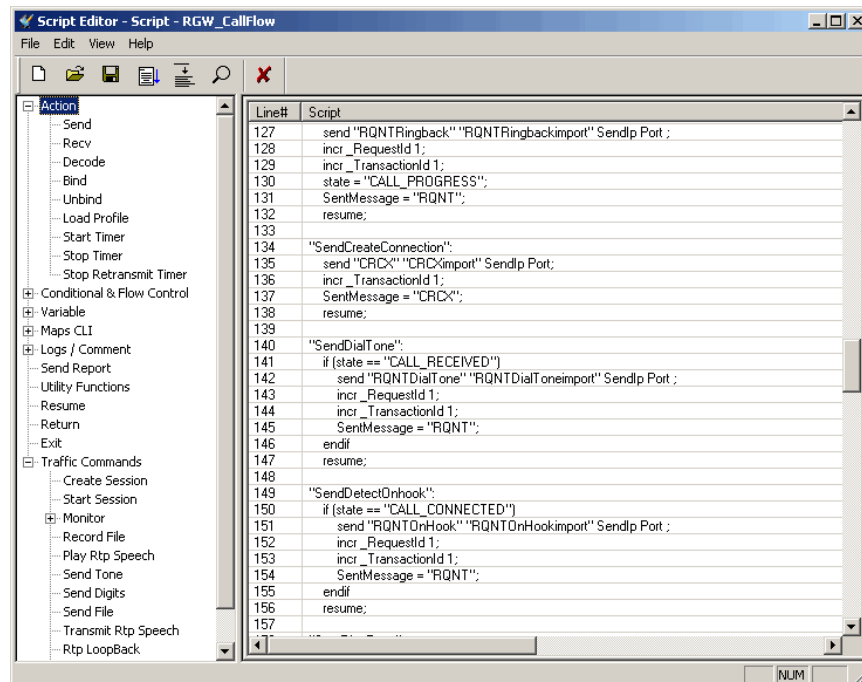 Script Editor - Script - RGW_CallFlow
File Edit View Help
Action
Send
Recv
Decode
Bind
Unbind
Load Profile
Start Timer
Stop Timer
Stop Retransmit Timer
Conditional & Flow Control
Variable
Maps CLI
Logs / Comment
Send Report
Utility Functions
Resume
Return
Exit
Traffic Commands
Create Session
Start Session
Monitor
Record File
Play Rtp Speech
Send Tone
Send Digits
Send File
Transmit Rtp Speech
Rtp LoopBack
Line# Script
127 send "RQNTRingback" "RQNTRingbackimport" SendIp Port ;
128 incr _RequestId 1;
129 incr _TransactionId 1;
130 state = "CALL_PROGRESS";
131 SentMessage = "RQNT";
132 resume;
133
134 "SendCreateConnection":
135 send "CRCX" "CRCXimport" SendIp Port;
136 incr _TransactionId 1;
137 SentMessage = "CRCX";
138 resume;
139
140 "SendDialTone":
141 if (state == "CALL_RECEIVED")
142 send "RQNTDialTone" "RQNTDialToneimport" SendIp Port ;
143 incr _RequestId 1;
144 incr _TransactionId 1;
145 SentMessage = "RQNT";
146 endif
147 resume;
148
149 "SendDetectOnhook":
150 if (state == "CALL_CONNECTED")
151 send "RQNTOnHook" "RQNTOnHookimport" SendIp Port ;
152 incr _RequestId 1;
153 incr _TransactionId 1;
154 SentMessage = "RQNT";
155 endif
156 resume;
157
NUM